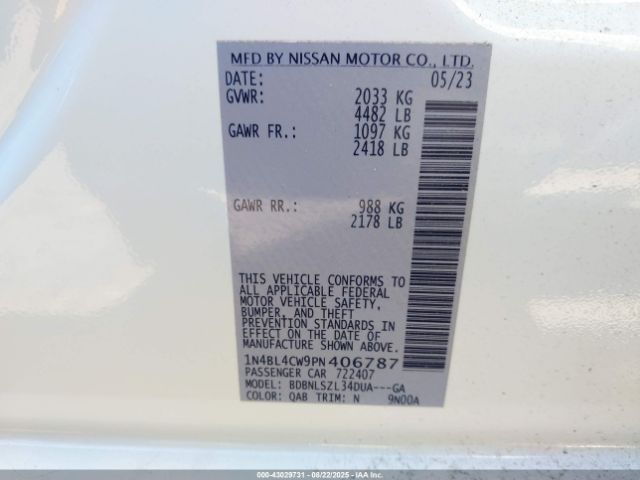 MFD BY NISSAN MOTOR CO., LTD.
DATE: 05/23
GVWR: 2033 KG
4482 LB
GAWR FR.: 1097 KG
2418 LB
GAWR RR.: 988 KG
2178 LB
THIS VEHICLE CONFORMS TO
ALL APPLICABLE FEDERAL
MOTOR VEHICLE SAFETY,
BUMPER, AND THEFT
PREVENTION STANDARDS IN
EFFECT ON THE DATE OF
MANUFACTURE SHOWN ABOVE.
1N4BL4CW9PN406787
PASSENGER CAR 722407
MODEL: BDBNLSZL34DUA---GA
COLOR: QAB TRIM: N 9N00A
000-43029731 - 08/22/2025 - IAA, Inc.